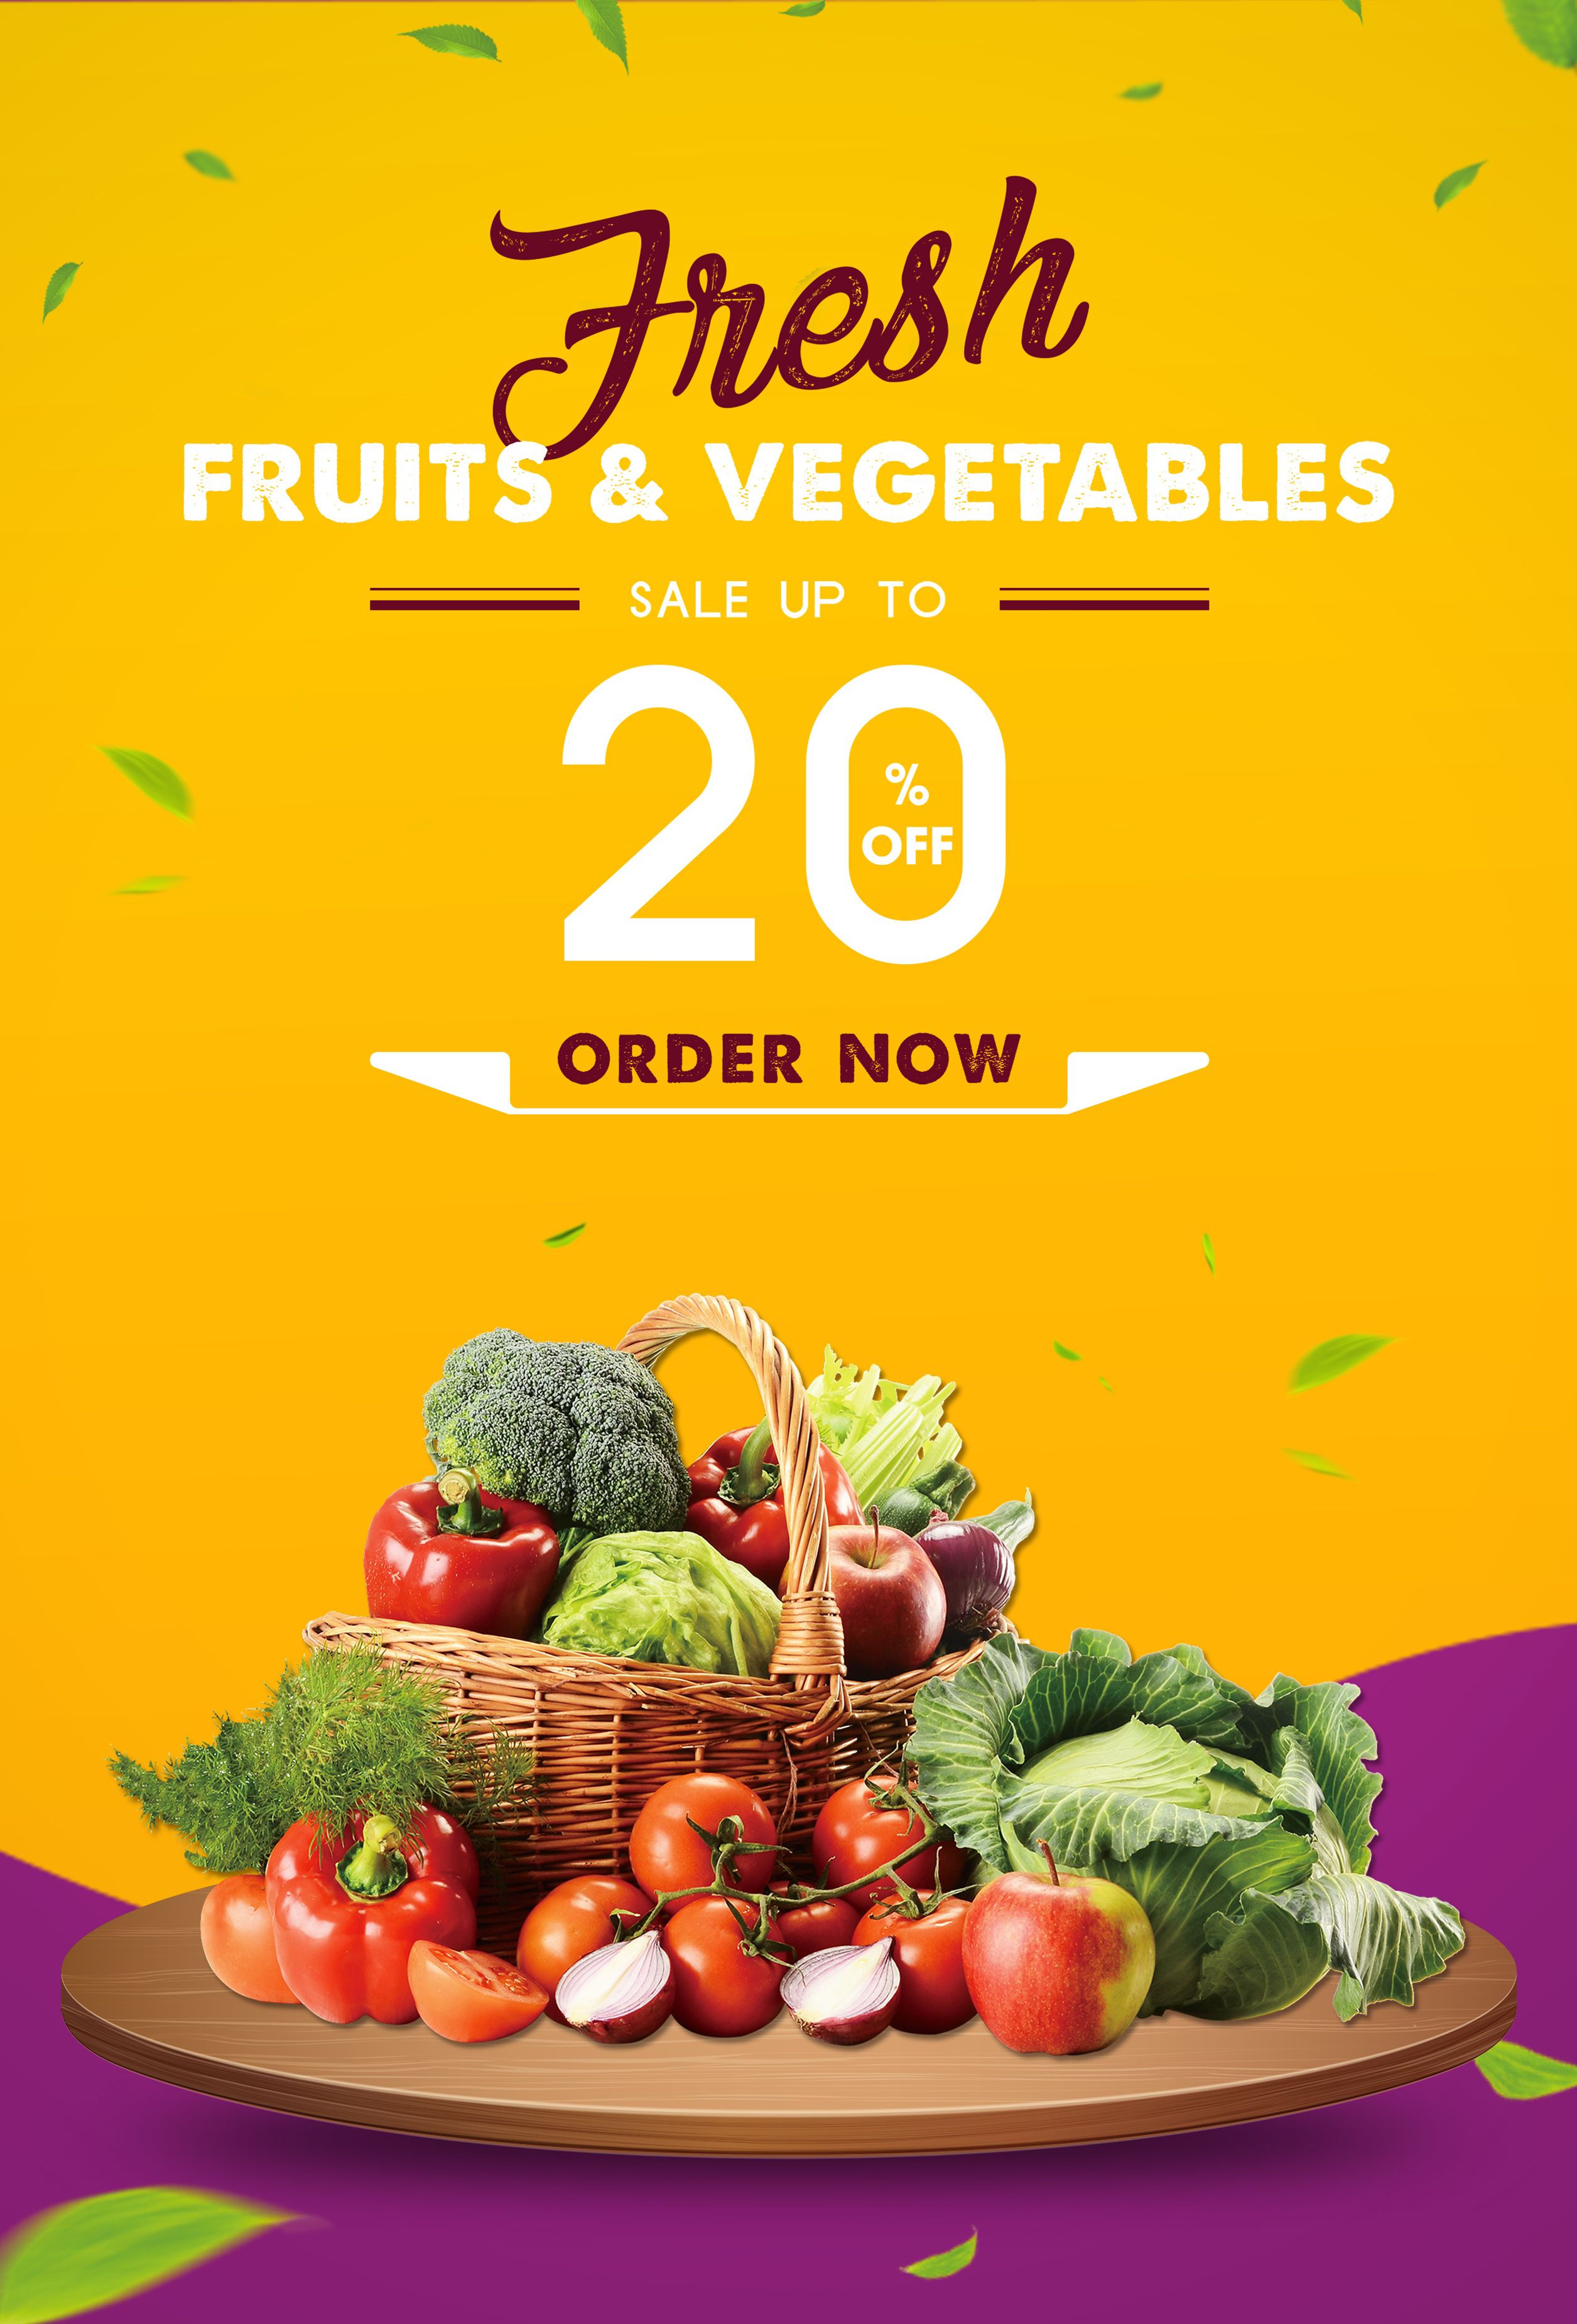 Fresh
FRUITS & VEGETABLES
SALE UP TO
20
%
OFF
ORDER NOW